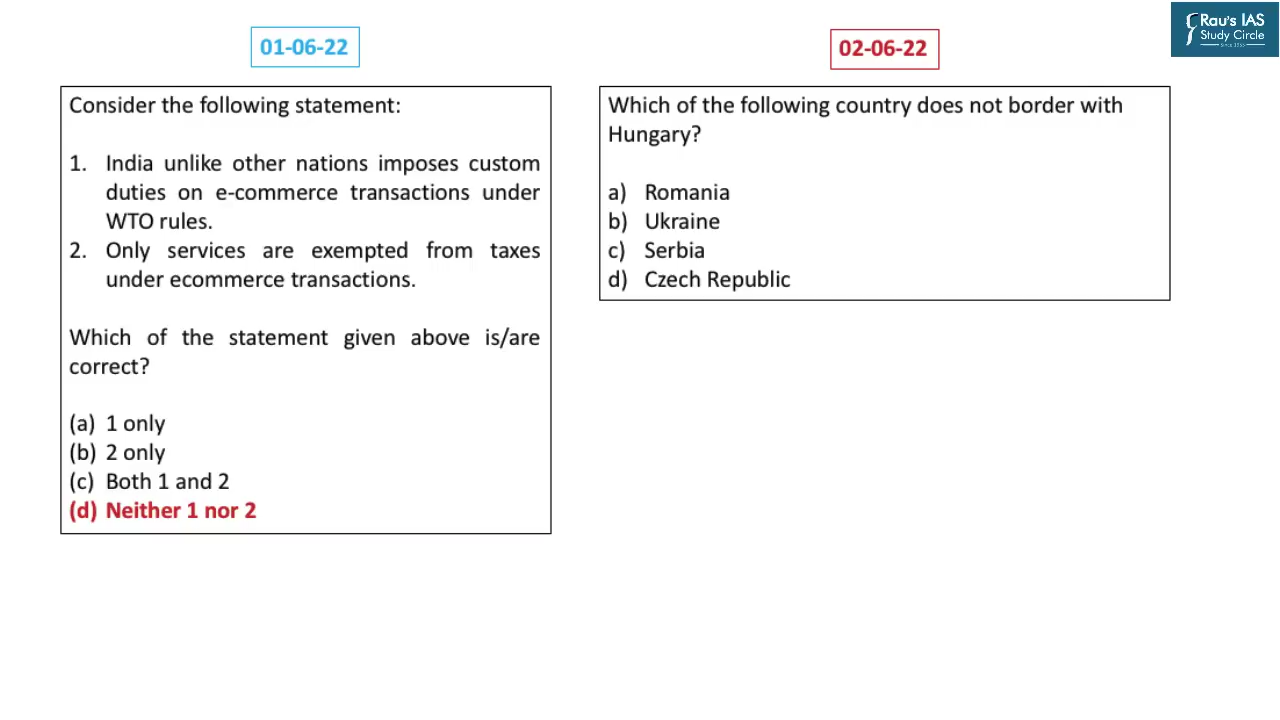 01-06-22
Consider the following statement:
1. India unlike other nations imposes custom
duties on e-commerce transactions under
WTO rules.
2. Only services are exempted from taxes
under ecommerce transactions.
Which of the statement given above is/are
correct?
(a) 1 only
(b) 2 only
(c) Both 1 and 2
(d) Neither 1 nor 2
02-06-22
Which of the following country does not border with
Hungary?
a) Romania
b) Ukraine
c) Serbia
d) Czech Republic
Rau's IAS
Study Circle
Since 1953